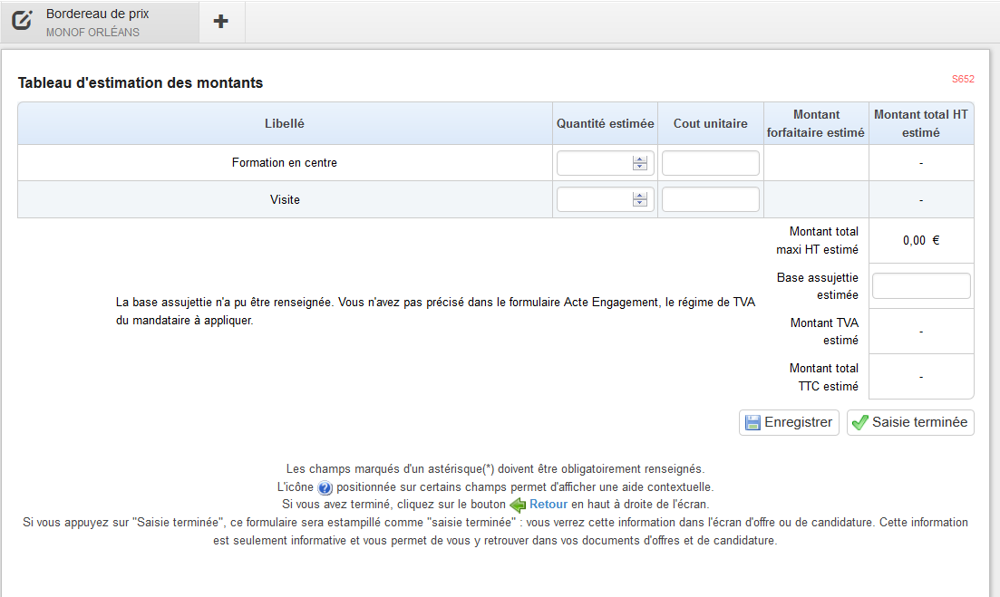 Bordereau de prix
MONOF ORLÉANS
Tableau d'estimation des montants
S652
Libellé
Quantité estimée
Cout unitaire
Montant
forfaitaire estimé
Montant total HT
estimé
Formation en centre
-
Visite
-
Montant total
maxi HT estimé
0,00 €
Base assujettie
estimée
La base assujettie n'a pu être renseignée. Vous n'avez pas précisé dans le formulaire Acte Engagement, le régime de TVA
du mandataire à appliquer.
Montant TVA
estimé
-
Montant total
TTC estimé
-
Enregistrer
Saisie terminée
Les champs marqués d'un astérisque(*) doivent être obligatoirement renseignés.
L'icône ? positionnée sur certains champs permet d'afficher une aide contextuelle.
Si vous avez terminé, cliquez sur le bouton Retour en haut à droite de l'écran.
Si vous appuyez sur "Saisie terminée", ce formulaire sera estampillé comme "saisie terminée" : vous verrez cette information dans l'écran d'offre ou de candidature. Cette information
est seulement informative et vous permet de vous y retrouver dans vos documents d'offres et de candidature.